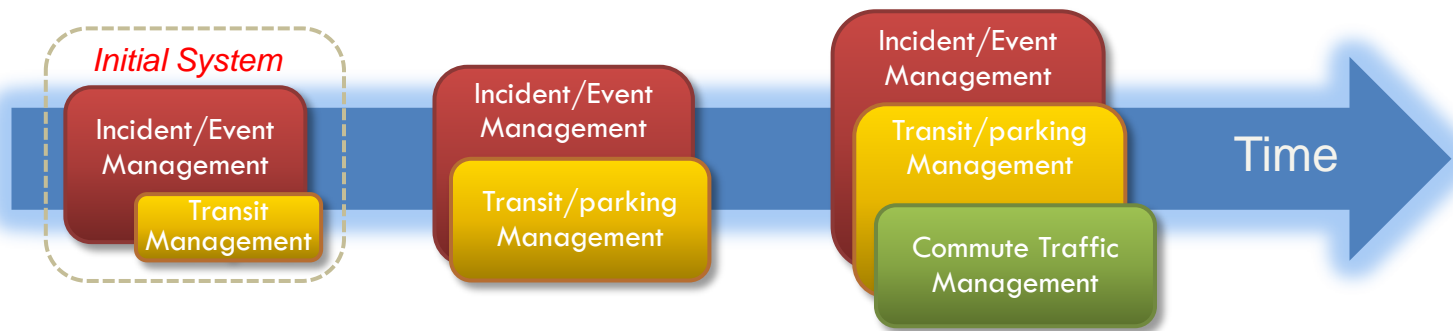 Initial System
Incident/Event
Management
Transit
Management
Incident/Event
Management
Transit/parking
Management
Incident/Event
Management
Transit/parking
Management
Commute Traffic
Management
Time